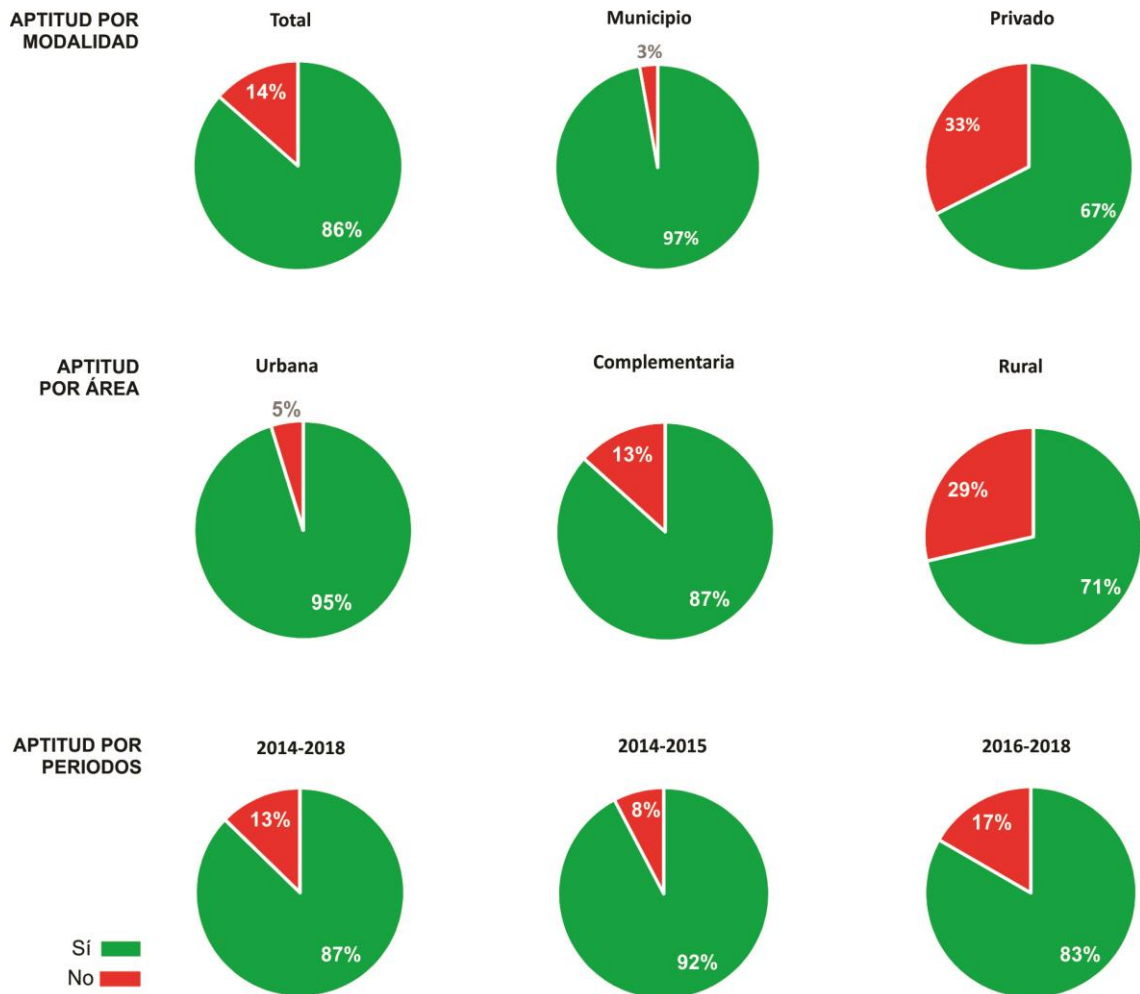 APTITUD POR
MODALIDAD
Total
Municipio
Privado
14%
86%
3%
97%
33%
67%
APTITUD
POR ÁREA
Urbana
Complementaria
Rural
5%
95%
13%
87%
29%
71%
APTITUD POR
PERIODOS
2014-2018
2014-2015
2016-2018
13%
87%
8%
92%
17%
83%
Sí
No